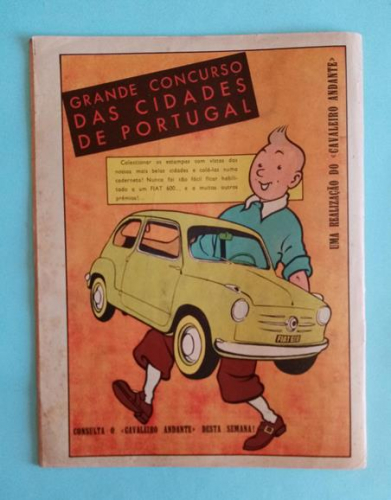 GRANDE CONCURSO
DAS CIDADES
DE PORTUGAL
Coleccionar as estampas com vistas das
nossas mais belas cidades e colá-las numa
caderneta! Nunca foi tão fácil ficar habili-
tado a um FIAT 600... e a muitos outros
prémios!...
UMA REALIZAÇÃO DO «CAVALEIRO ANDANTE»
FIAT 600
CONSULTA O «CAVALEIRO ANDANTE» DESTA SEMANA!